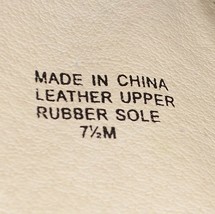 MADE IN CHINA
LEATHER UPPER
RUBBER SOLE
7½M